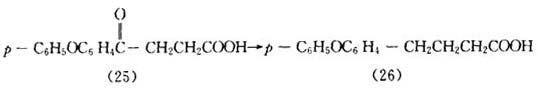 O
‖
p – C₆H₅OC₆H₄C – CH₂CH₂COOH→p – C₆H₅OC₆H₄ – CH₂CH₂CH₂COOH
(25) (26)